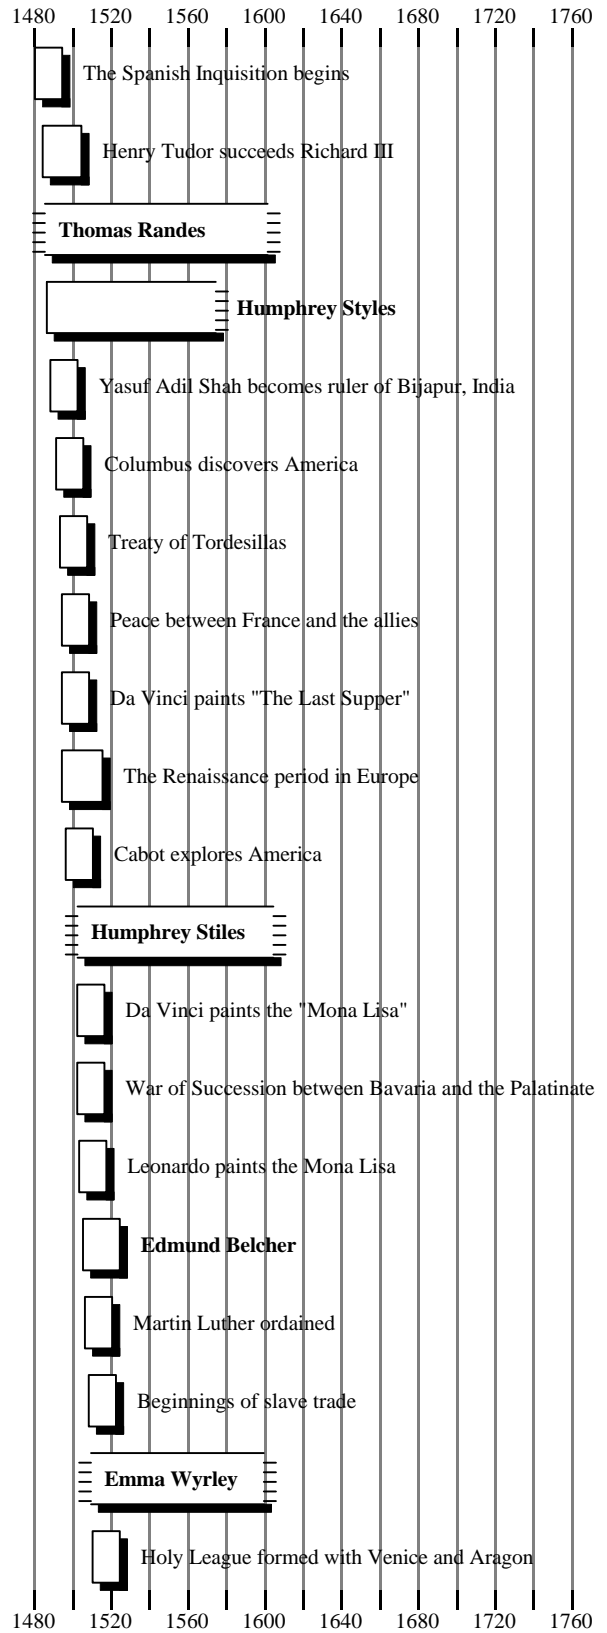 1480 1520 1560 1600 1640 1680 1720 1760
The Spanish Inquisition begins
Henry Tudor succeeds Richard III
Thomas Randes
Humphrey Styles
Yasuf Adil Shah becomes ruler of Bijapur, India
Columbus discovers America
Treaty of Tordesillas
Peace between France and the allies
Da Vinci paints "The Last Supper"
The Renaissance period in Europe
Cabot explores America
Humphrey Stiles
Da Vinci paints the "Mona Lisa"
War of Succession between Bavaria and the Palatinate
Leonardo paints the Mona Lisa
Edmund Belcher
Martin Luther ordained
Beginnings of slave trade
Emma Wyrley
Holy League formed with Venice and Aragon
1480 1520 1560 1600 1640 1680 1720 1760